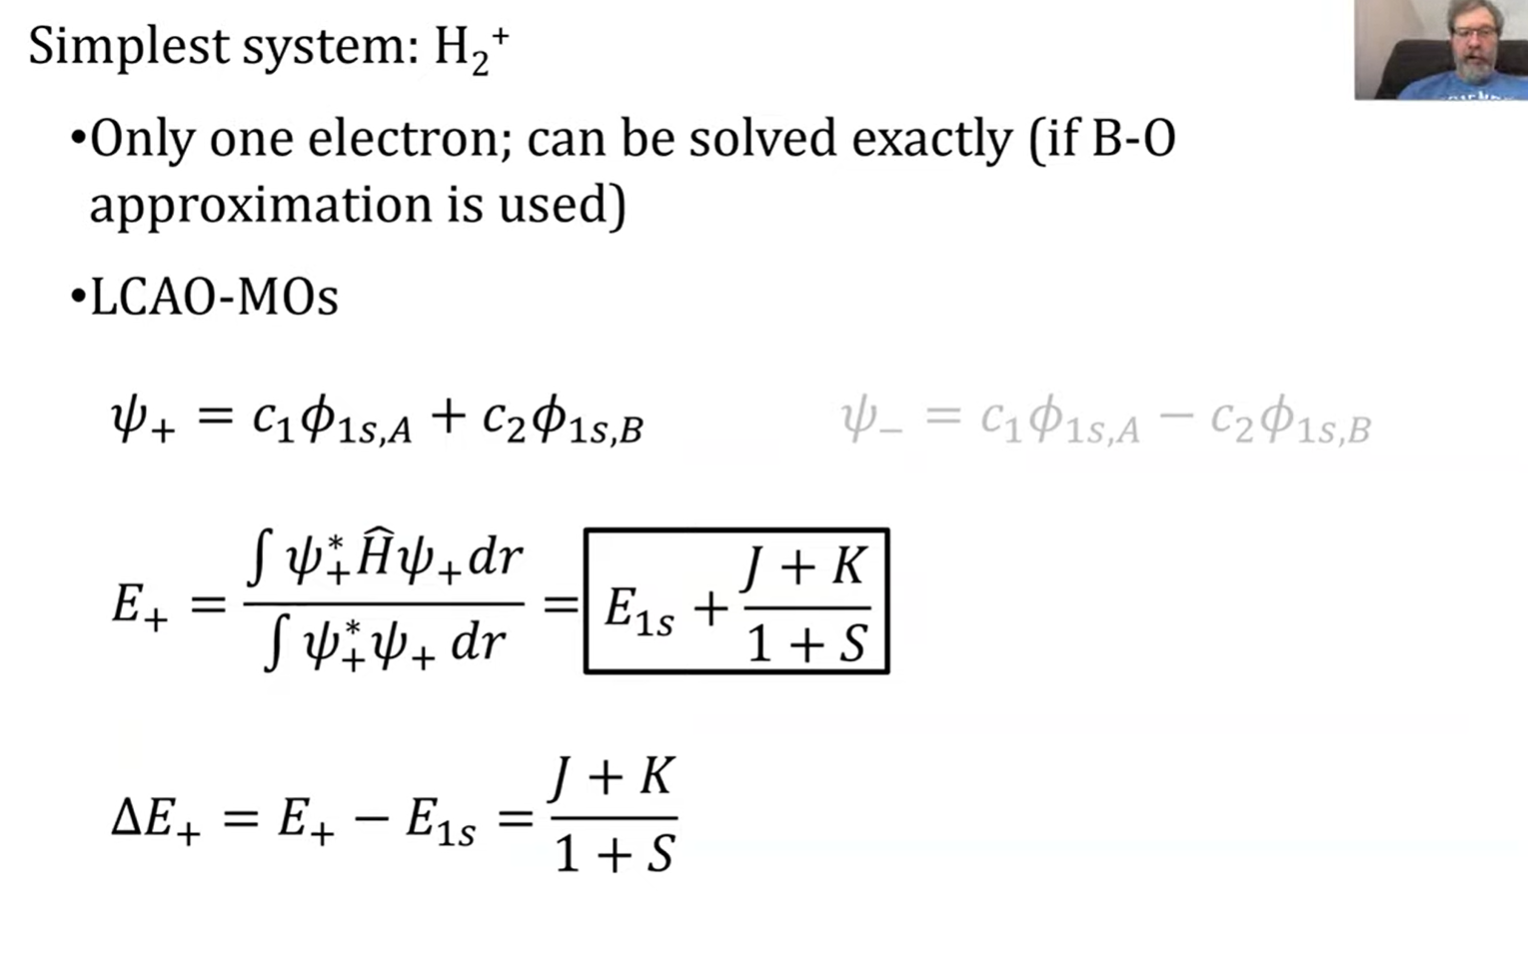 Simplest system: H₂⁺
•Only one electron; can be solved exactly (if B-O
approximation is used)
•LCAO-MOs
ψ₊ = c₁ϕ₁ₛ,A + c₂ϕ₁ₛ,B    ψ₋ = c₁ϕ₁ₛ,A − c₂ϕ₁ₛ,B
E₊ = ∫ψ₊*Ĥψ₊dr / ∫ψ₊*ψ₊ dr = E₁ₛ + (J + K)/(1 + S)
ΔE₊ = E₊ − E₁ₛ = (J + K)/(1 + S)